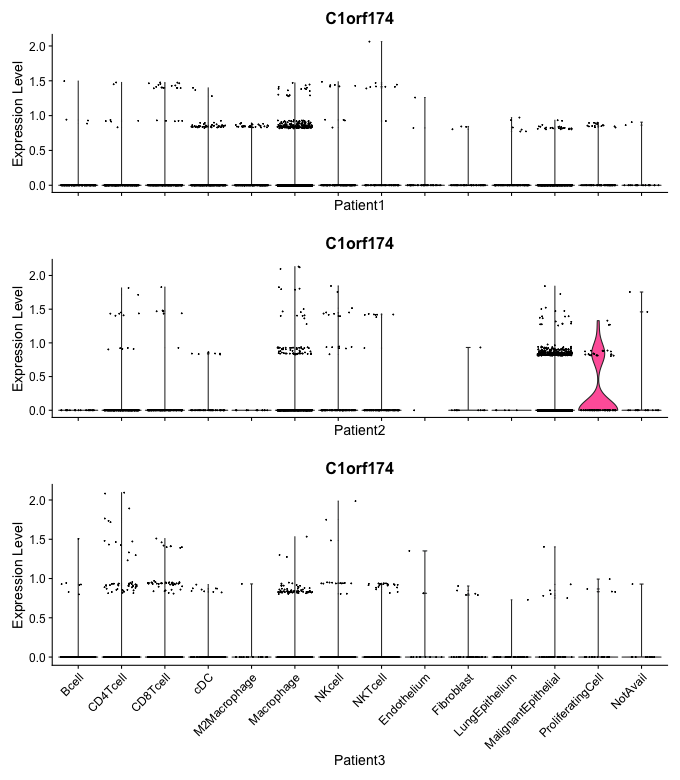 C1orf174
Expression Level
2.0
1.5
1.0
0.5
0.0
Patient1
C1orf174
Expression Level
2.0
1.5
1.0
0.5
0.0
Patient2
C1orf174
Expression Level
2.0
1.5
1.0
0.5
0.0
Bcell
CD4Tcell
CD8Tcell
cDC
M2Macrophage
Macrophage
NKcell
NKTcell
Endothelium
Fibroblast
LungEpithelium
MalignantEpithelial
ProliferatingCell
NotAvail
Patient3